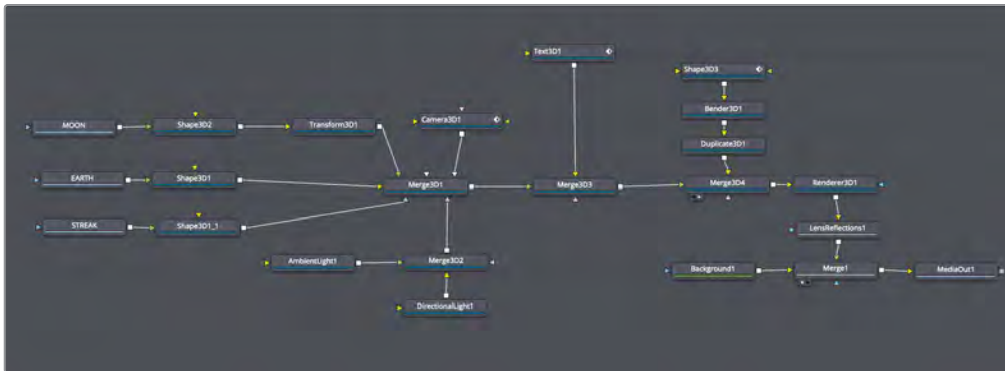 Text3D1
Shape3D3
Bender3D1
MOON
Shape3D2
Transform3D1
Camera3D1
Duplicate3D1
EARTH
Shape3D1
Merge3D1
Merge3D3
Merge3D4
Renderer3D1
STREAK
Shape3D1_1
LensReflections1
AmbientLight1
Merge3D2
Background1
Merge1
MediaOut1
DirectionalLight1